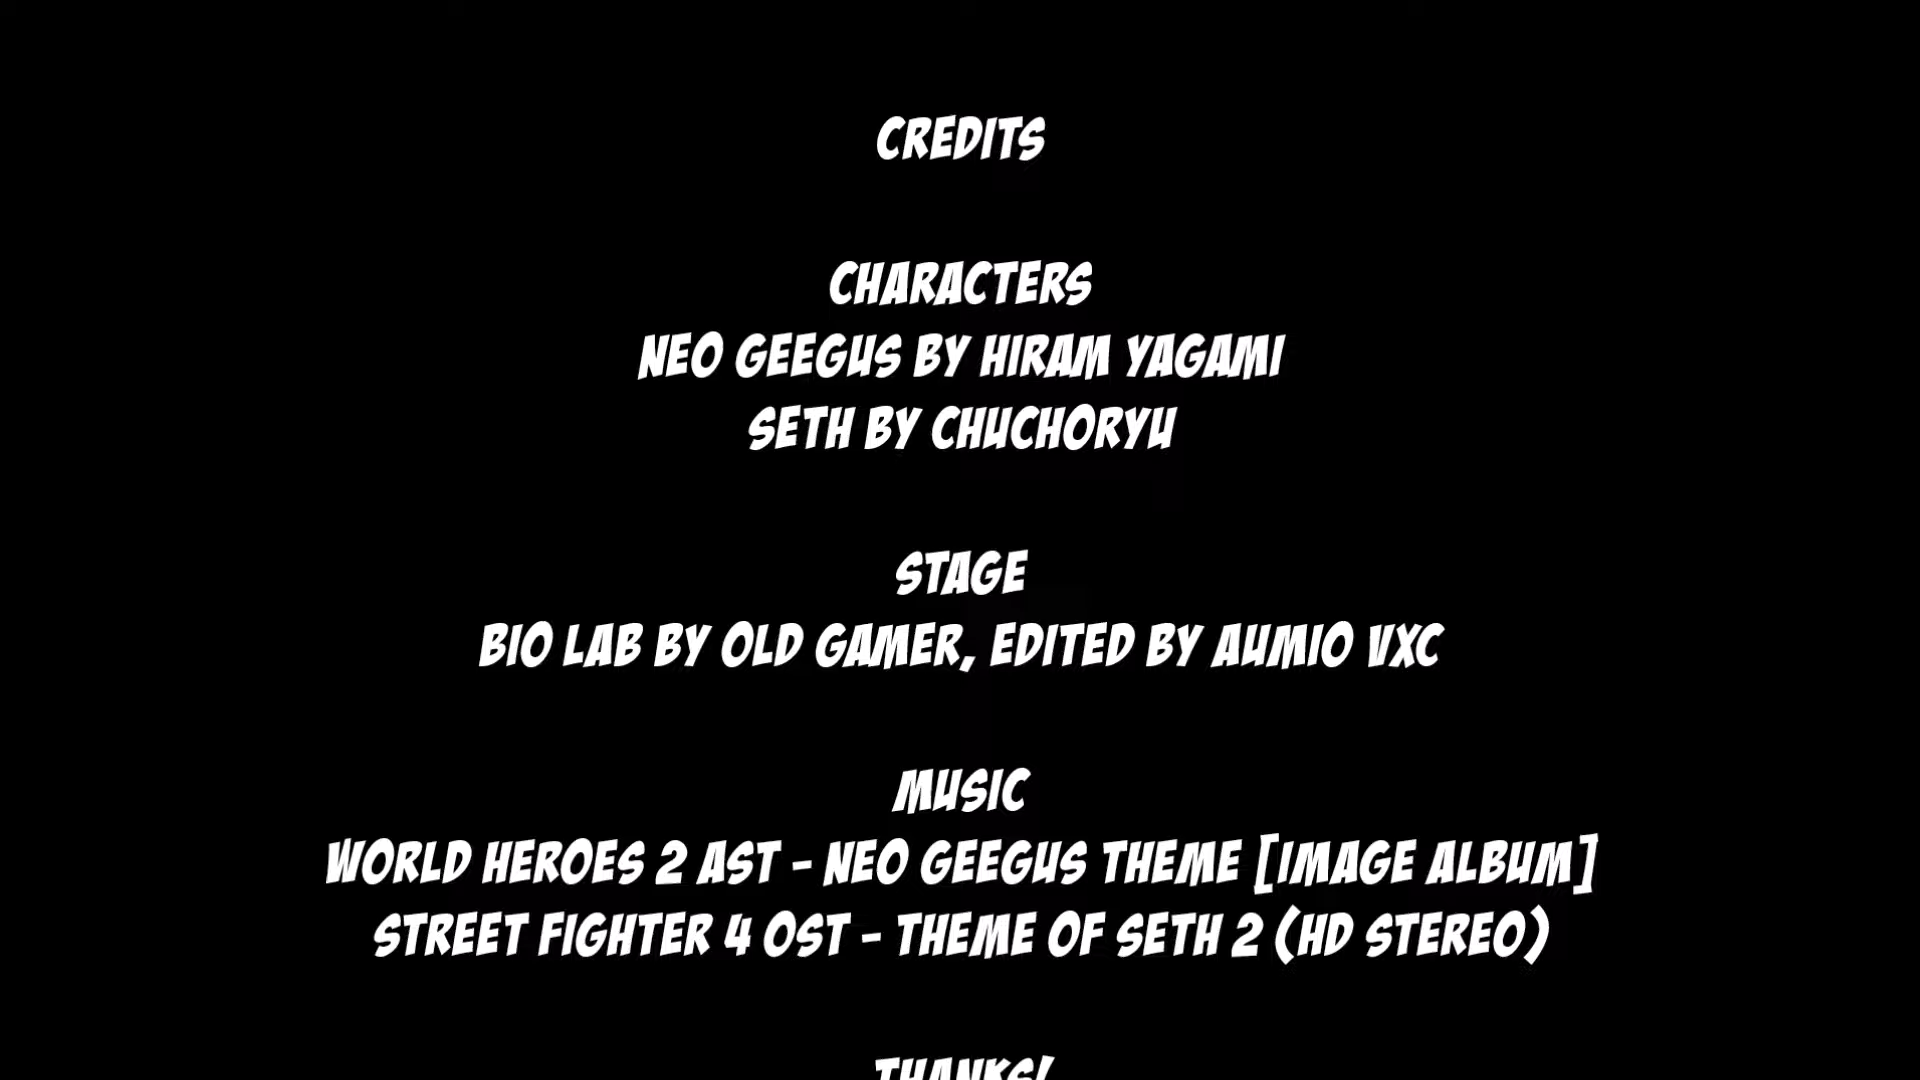 CREDITS
CHARACTERS
NEO GEEGUS BY HIRAM YAGAMI
SETH BY CHUCHORYU
STAGE
BIO LAB BY OLD GAMER, EDITED BY AUMIO VXC
MUSIC
WORLD HEROES 2 AST - NEO GEEGUS THEME [IMAGE ALBUM]
STREET FIGHTER 4 OST - THEME OF SETH 2 (HD STEREO)
THANKS!